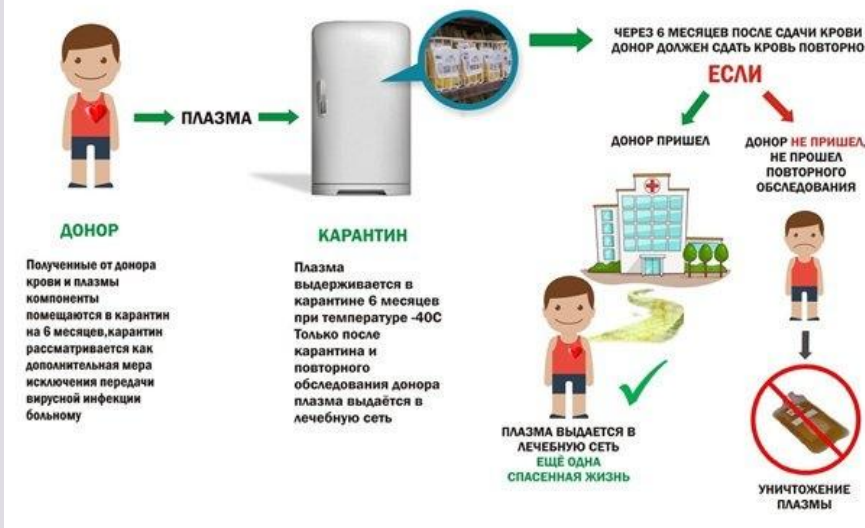 ПЛАЗМА
ДОНОР
Полученные от донора
крови и плазмы
компоненты
помещаются в карантин
на 6 месяцев,карантин
рассматривается как
дополнительная мера
исключения передачи
вирусной инфекции
больному
КАРАНТИН
Плазма
выдерживается в
карантине 6 месяцев
при температуре -40С
Только после
карантина и
повторного
обследования донора
плазма выдаётся в
лечебную сеть
ЧЕРЕЗ 6 МЕСЯЦЕВ ПОСЛЕ СДАЧИ КРОВИ
ДОНОР ДОЛЖЕН СДАТЬ КРОВЬ ПОВТОРНО
ЕСЛИ
ДОНОР ПРИШЕЛ
ПЛАЗМА ВЫДАЕТСЯ В
ЛЕЧЕБНУЮ СЕТЬ
ЕЩЁ ОДНА
СПАСЕННАЯ ЖИЗНЬ
ДОНОР НЕ ПРИШЕЛ,
НЕ ПРОШЕЛ
ПОВТОРНОГО
ОБСЛЕДОВАНИЯ
УНИЧТОЖЕНИЕ
ПЛАЗМЫ